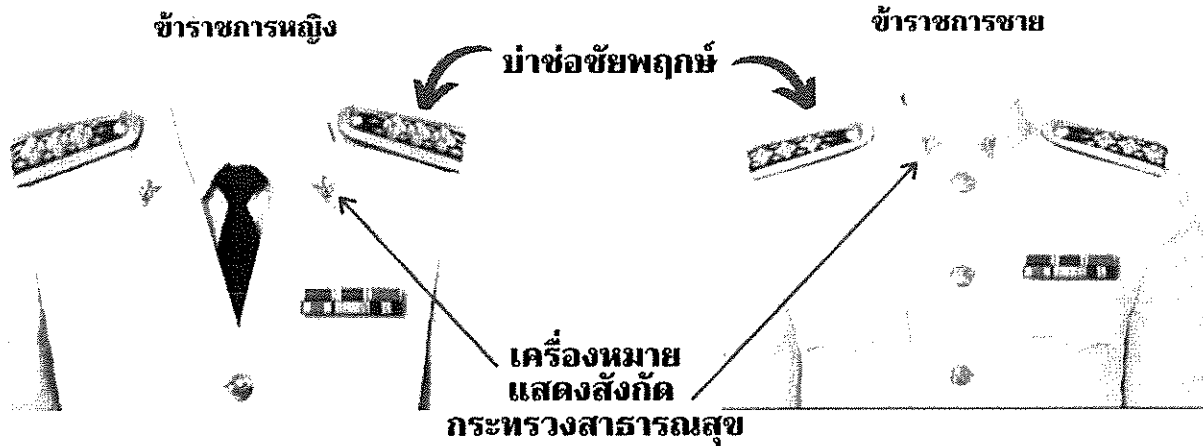 ข้าราชการหญิง
ข้าราชการชาย
บ่าช่อชัยพฤกษ์
เครื่องหมาย
แสดงสังกัด
กระทรวงสาธารณสุข